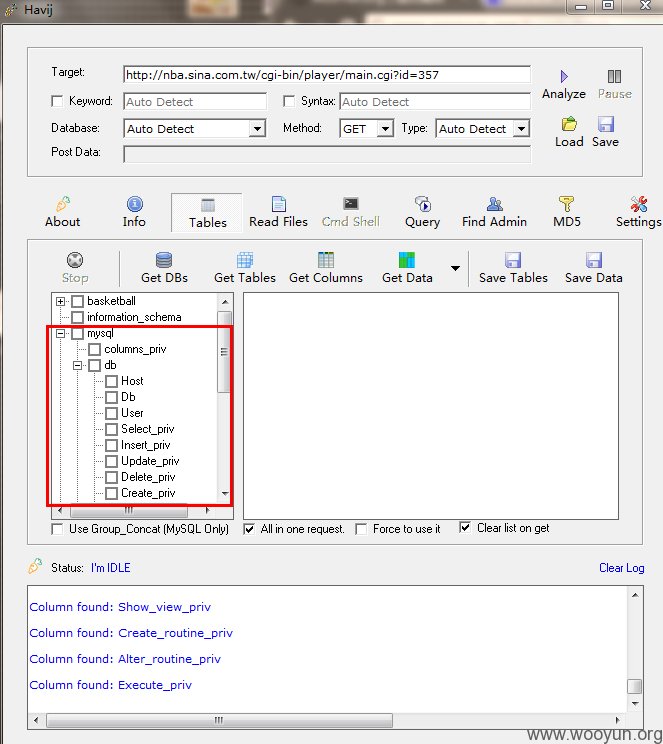 Havij
Target: http://nba.sina.com.tw/cgi-bin/player/main.cgi?id=357
Analyze Pause
Keyword: Auto Detect Syntax: Auto Detect
Database: Auto Detect Method: GET Type: Auto Detect
Load Save
Post Data:
About Info Tables Read Files Cmd Shell Query Find Admin MD5 Settings
Stop Get DBs Get Tables Get Columns Get Data Save Tables Save Data
basketball
information_schema
mysql
columns_priv
db
Host
Db
User
Select_priv
Insert_priv
Update_priv
Delete_priv
Create_priv
Use Group_Concat (MySQL Only) All in one request. Force to use it Clear list on get
Status: I'm IDLE Clear Log
Column found: Show_view_priv
Column found: Create_routine_priv
Column found: Alter_routine_priv
Column found: Execute_priv
www.wooyun.org